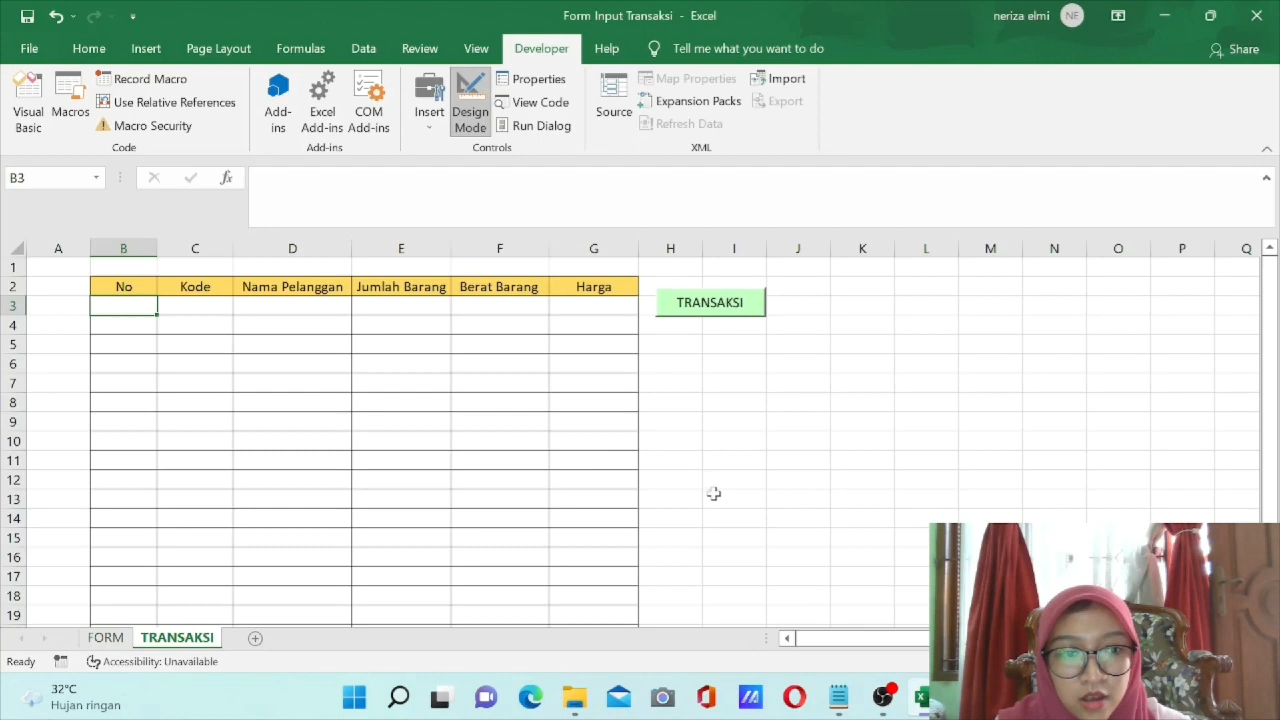 Form Input Transaksi - Excel
neriza elmi NE
File Home Insert Page Layout Formulas Data Review View Developer Help Tell me what you want to do Share
Visual Basic
Macros
Record Macro
Use Relative References
Macro Security
Code
Add-ins
Excel Add-ins
COM Add-ins
Add-ins
Insert
Design Mode
Properties
View Code
Run Dialog
Controls
Source
Map Properties
Expansion Packs
Refresh Data
Import
Export
XML
B3
fx
A B C D E F G H I J K L M N O P Q
1
2 No Kode Nama Pelanggan Jumlah Barang Berat Barang Harga
3 TRANSAKSI
4
5
6
7
8
9
10
11
12
13
14
15
16
17
18
19
FORM TRANSAKSI
Ready Accessibility: Unavailable
32°C
Hujan ringan